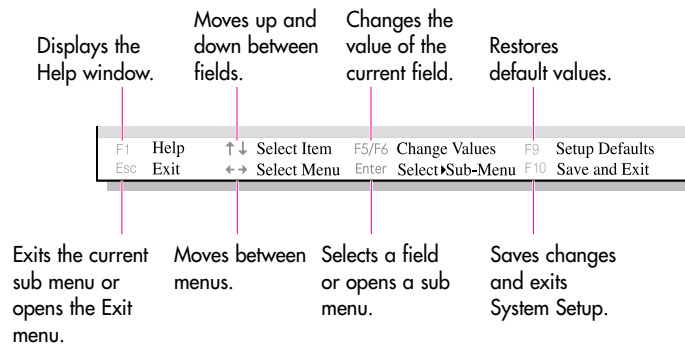 Displays the
Help window.
Moves up and
down between
fields.
Changes the
value of the
current field.
Restores
default values.
F1 Help ↑↓ Select Item F5/F6 Change Values F9 Setup Defaults
Esc Exit ←→ Select Menu Enter Select▶Sub-Menu F10 Save and Exit
Exits the current
sub menu or
opens the Exit
menu.
Moves between
menus.
Selects a field
or opens a sub
menu.
Saves changes
and exits
System Setup.